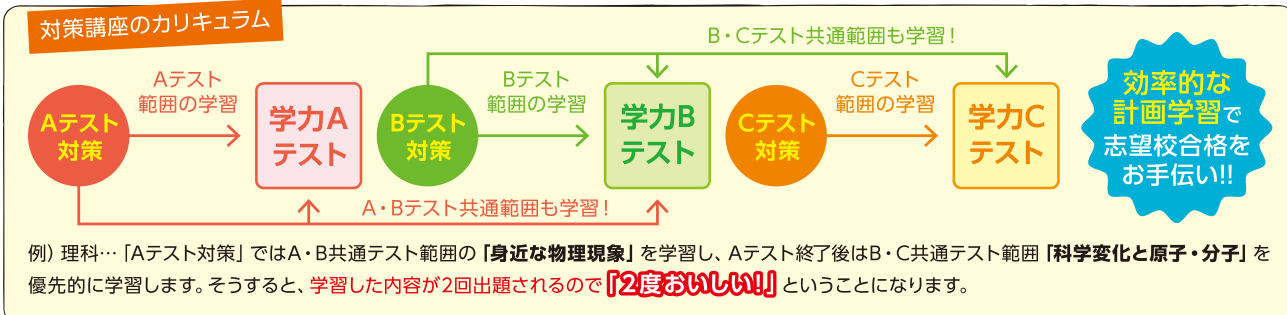 対策講座のカリキュラム
B・Cテスト共通範囲も学習！
Aテスト
範囲の学習
Bテスト
範囲の学習
Cテスト
範囲の学習
Aテスト
対策
学力A
テスト
Bテスト
対策
学力B
テスト
Cテスト
対策
学力C
テスト
効率的な
計画学習で
志望校合格を
お手伝い!!
A・Bテスト共通範囲も学習！
例）理科…「Aテスト対策」ではA・B共通テスト範囲の「身近な物理現象」を学習し、Aテスト終了後はB・C共通テスト範囲「科学変化と原子・分子」を
優先的に学習します。そうすると、学習した内容が2回出題されるので「2度おいしい!」ということになります。